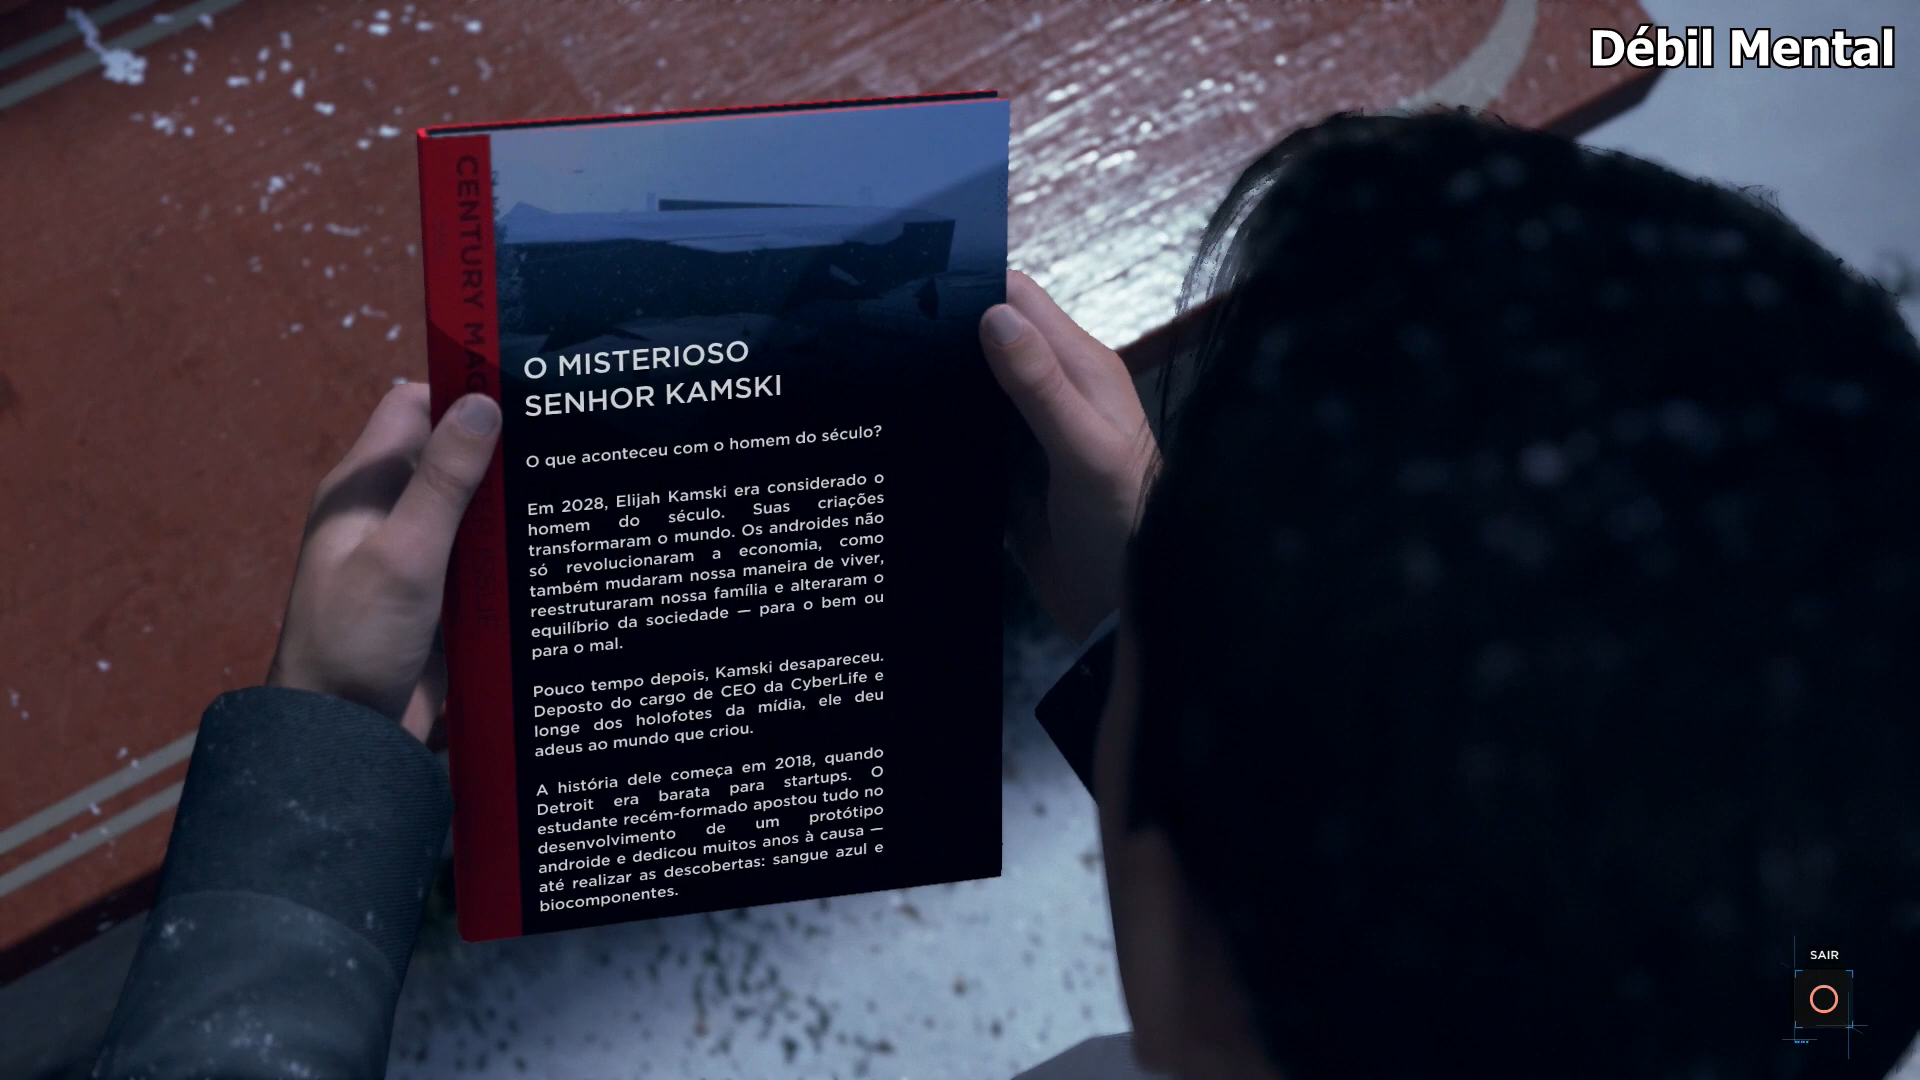 Débil Mental
CENTURY MAG
O MISTERIOSO
SENHOR KAMSKI
O que aconteceu com o homem do século?
Em 2028, Elijah Kamski era considerado o
homem do século. Suas criações
transformaram o mundo. Os androides não
só revolucionaram a economia, como
também mudaram nossa maneira de viver,
reestruturaram nossa família e alteraram o
equilíbrio da sociedade — para o bem ou
para o mal.
Pouco tempo depois, Kamski desapareceu.
Deposto do cargo de CEO da CyberLife e
longe dos holofotes da mídia, ele deu
adeus ao mundo que criou.
A história dele começa em 2018, quando
Detroit era barata para startups. O
estudante recém-formado apostou tudo no
desenvolvimento de um protótipo
androide e dedicou muitos anos à causa —
até realizar as descobertas: sangue azul e
biocomponentes.
SAIR